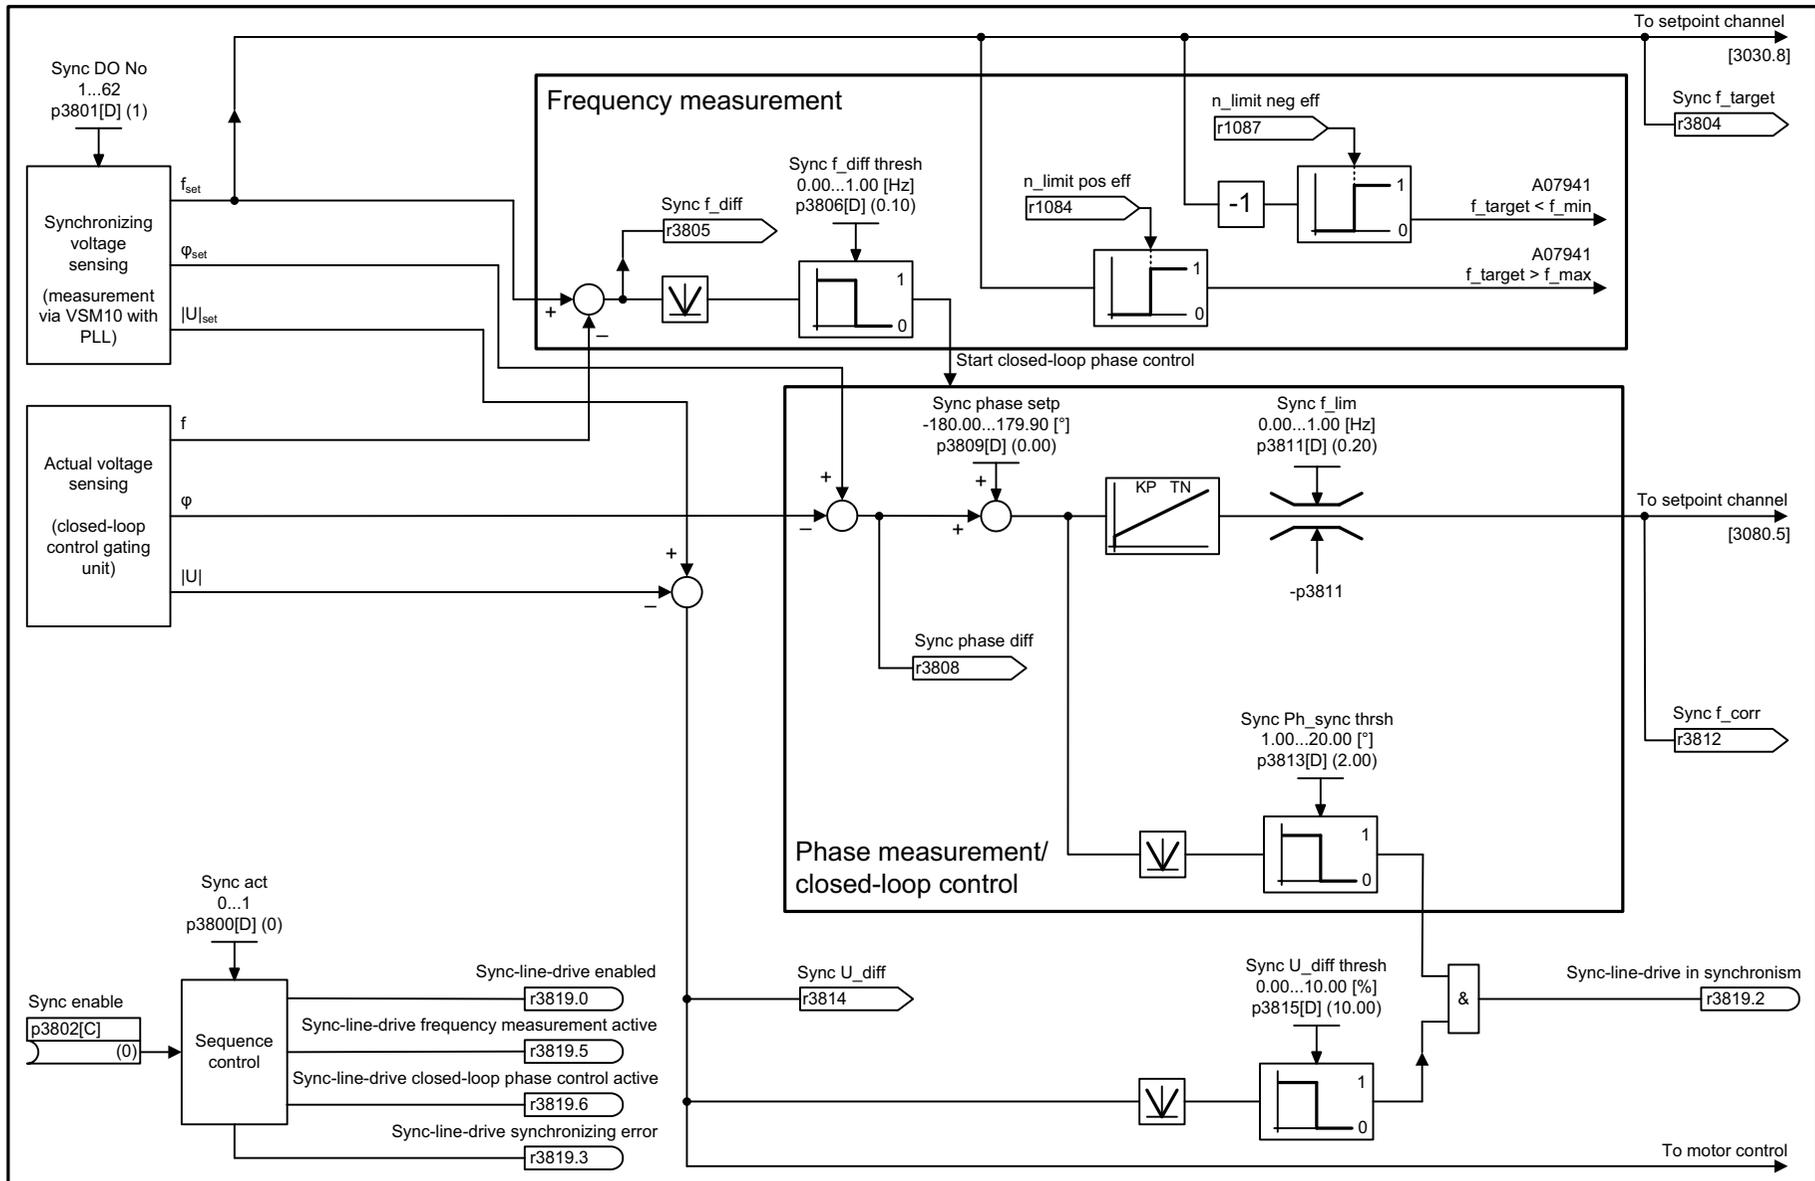 To setpoint channel
[3030.8]
Sync DO No
1...62
p3801[D] (1)
Frequency measurement
n_limit neg eff
r1087
Sync f_target
r3804
Synchronizing
voltage
sensing
(measurement
via VSM10 with
PLL)
fset
φset
|U|set
Sync f_diff
r3805
Sync f_diff thresh
0.00...1.00 [Hz]
p3806[D] (0.10)
1
0
n_limit pos eff
r1084
-1
1
0
A07941
f_target < f_min
1
0
A07941
f_target > f_max
+
–
Start closed-loop phase control
Actual voltage
sensing
(closed-loop
control gating
unit)
f
φ
|U|
Sync phase setp
-180.00...179.90 [°]
p3809[D] (0.00)
Sync f_lim
0.00...1.00 [Hz]
p3811[D] (0.20)
+
–
+
+
KP TN
-p3811
To setpoint channel
[3080.5]
+
–
Sync phase diff
r3808
Sync f_corr
r3812
Sync Ph_sync thrsh
1.00...20.00 [°]
p3813[D] (2.00)
1
0
Phase measurement/
closed-loop control
Sync act
0...1
p3800[D] (0)
Sync enable
p3802[C]
(0)
Sequence
control
Sync-line-drive enabled
r3819.0
Sync-line-drive frequency measurement active
r3819.5
Sync-line-drive closed-loop phase control active
r3819.6
Sync-line-drive synchronizing error
r3819.3
Sync U_diff
r3814
Sync U_diff thresh
0.00...10.00 [%]
p3815[D] (10.00)
1
0
&
Sync-line-drive in synchronism
r3819.2
To motor control